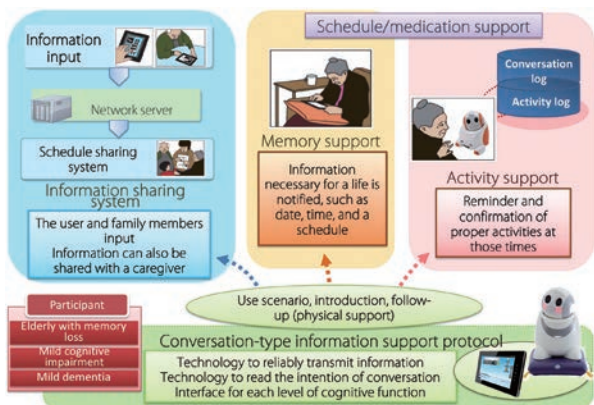 Information
input
Network server
Schedule sharing
system
Information sharing
system
The user and family members
input
Information can also be
shared with a caregiver
Schedule/medication support
Memory support
Information
necessary for a life is
notified, such as
date, time, and a
schedule
Conversation
log
Activity log
Activity support
Reminder and
confirmation of
proper activities at
those times
Use scenario, introduction, follow-
up (physical support)
Participant
Elderly with memory
loss
Mild cognitive
impairment
Mild dementia
Conversation-type information support protocol
Technology to reliably transmit information
Technology to read the intention of conversation
Interface for each level of cognitive function